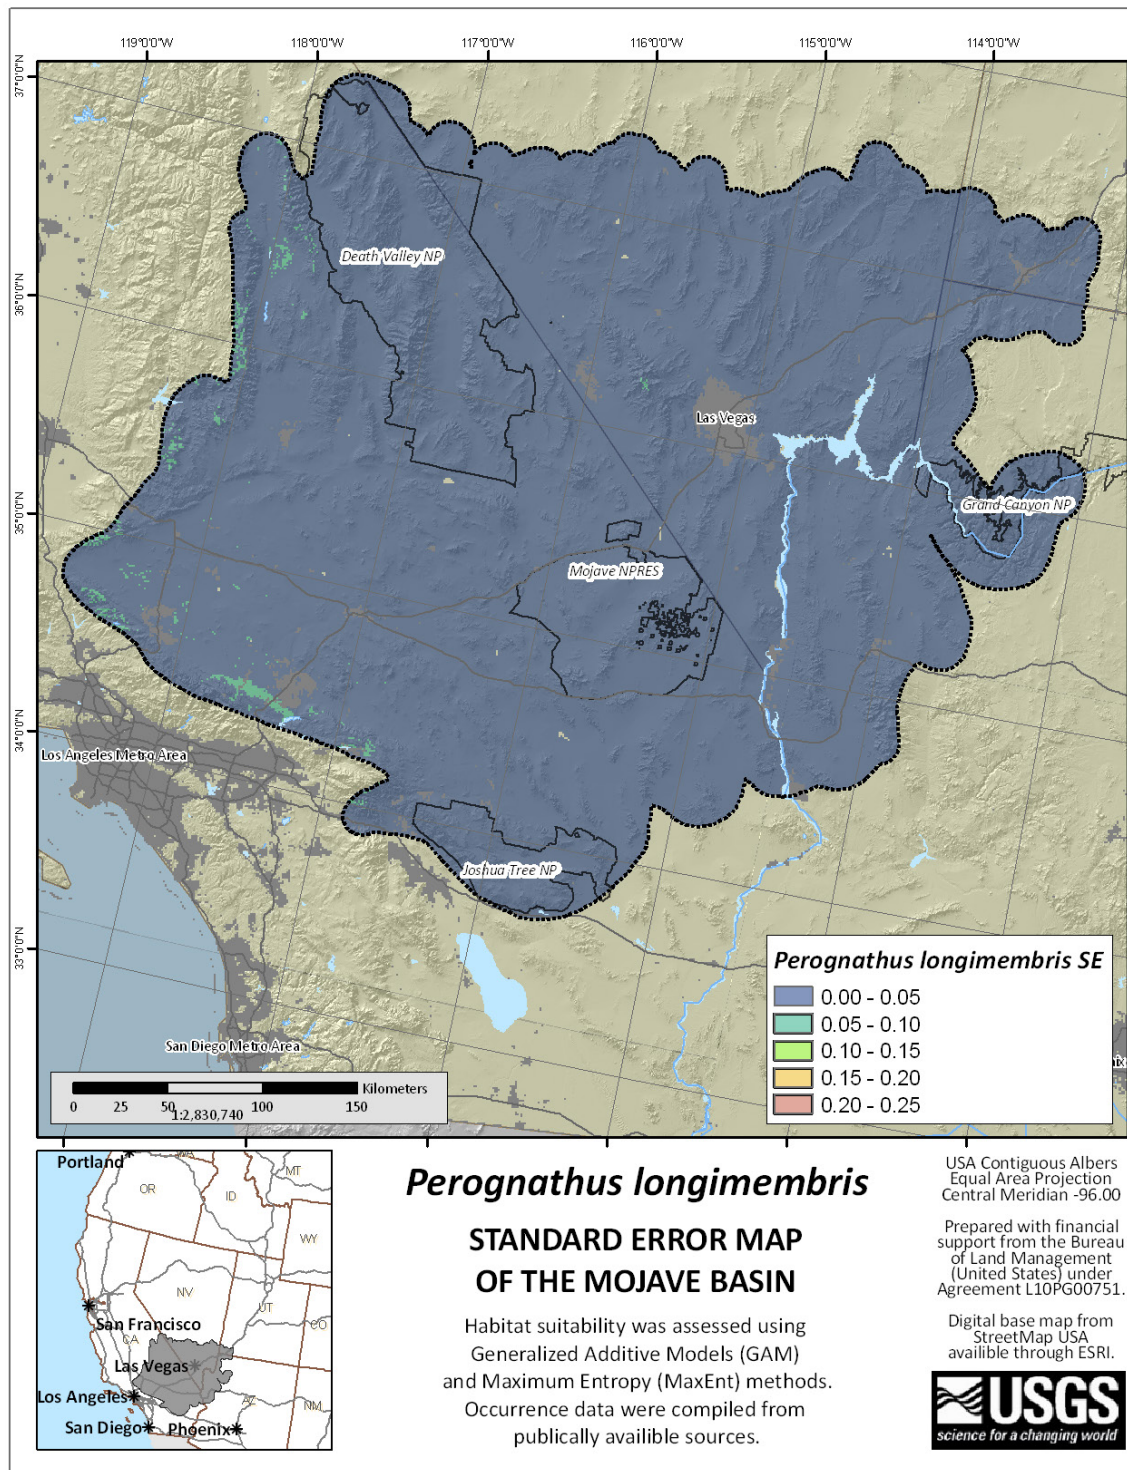 119°0'0"W 118°0'0"W 117°0'0"W 116°0'0"W 115°0'0"W 114°0'0"W
37°0'0"N
36°0'0"N
35°0'0"N
34°0'0"N
33°0'0"N
Death Valley NP
Las Vegas
Grand Canyon NP
Mojave NPRES
Los Angeles Metro Area
Joshua Tree NP
San Diego Metro Area
Perognathus longimembris SE
0.00 - 0.05
0.05 - 0.10
0.10 - 0.15
0.15 - 0.20
0.20 - 0.25
Kilometers
0 25 50 100 150
1:2,830,740
Portland
WA
MT
OR
ID
WY
NV
UT
CO
San Francisco
CA
Las Vegas
Los Angeles
AZ
NM
San Diego
Phoenix
Perognathus longimembris
STANDARD ERROR MAP
OF THE MOJAVE BASIN
Habitat suitability was assessed using
Generalized Additive Models (GAM)
and Maximum Entropy (MaxEnt) methods.
Occurrence data were compiled from
publically availible sources.
USA Contiguous Albers
Equal Area Projection
Central Meridian -96.00
Prepared with financial
support from the Bureau
of Land Management
(United States) under
Agreement L10PG00751.
Digital base map from
StreetMap USA
availible through ESRI.
USGS
science for a changing world